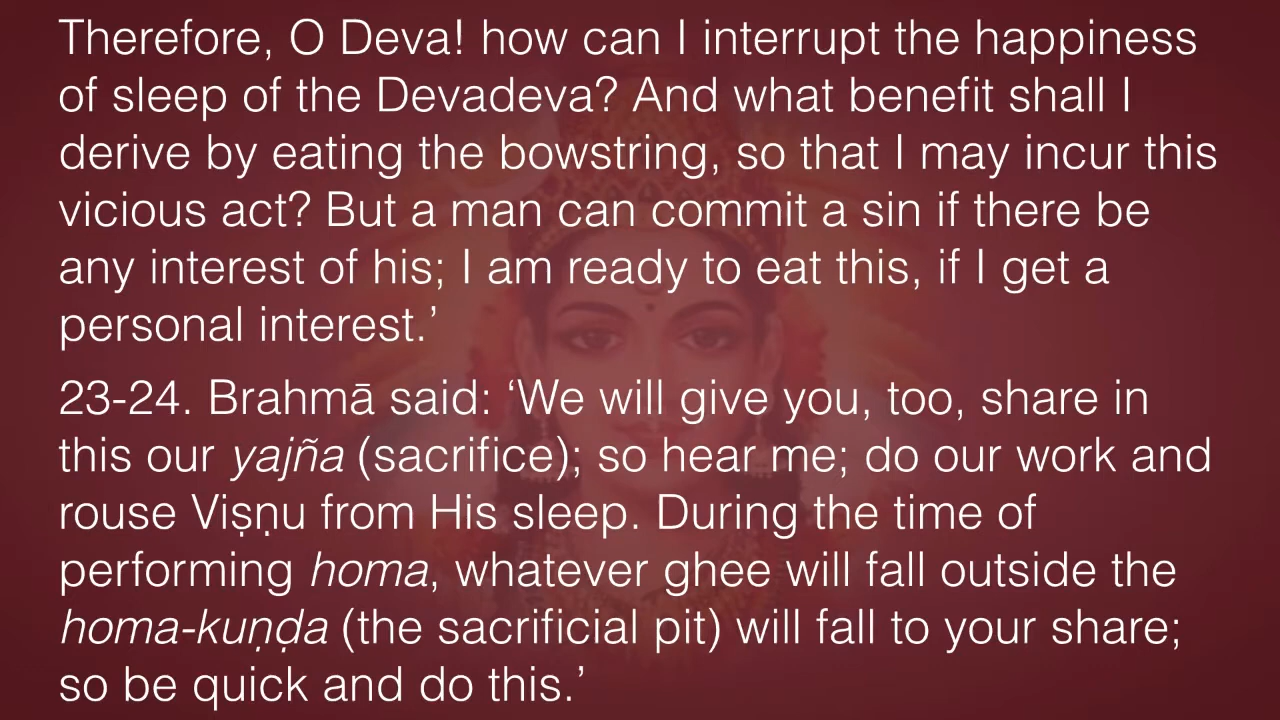 Therefore, O Deva! how can I interrupt the happiness
of sleep of the Devadeva? And what benefit shall I
derive by eating the bowstring, so that I may incur this
vicious act? But a man can commit a sin if there be
any interest of his; I am ready to eat this, if I get a
personal interest.’
23-24. Brahmā said: ‘We will give you, too, share in
this our yajña (sacrifice); so hear me; do our work and
rouse Viṣṇu from His sleep. During the time of
performing homa, whatever ghee will fall outside the
homa-kuṇḍa (the sacrificial pit) will fall to your share;
so be quick and do this.’